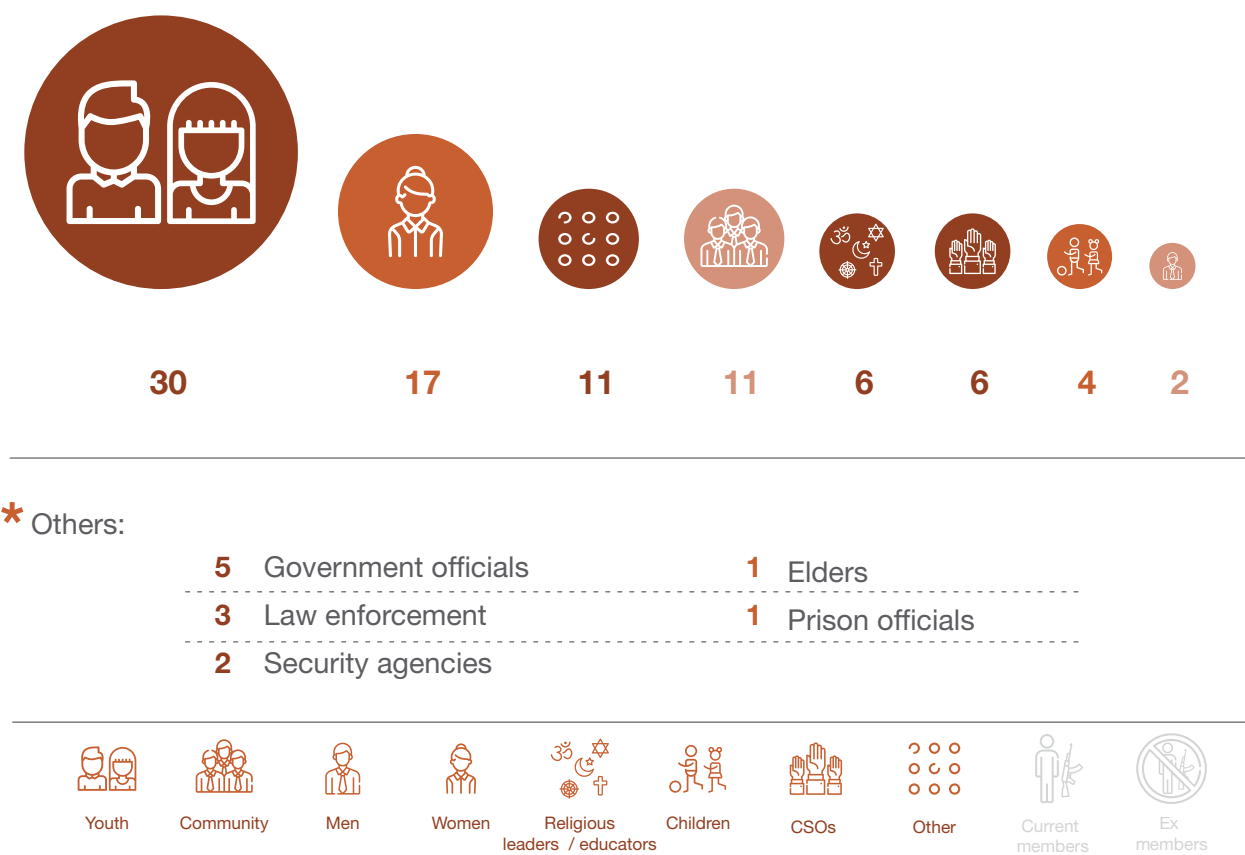 30 17 11 11 6 6 4 2
* Others:
5 Government officials 1 Elders
3 Law enforcement 1 Prison officials
2 Security agencies
Youth Community Men Women Religious leaders / educators Children CSOs Other Current members Ex members